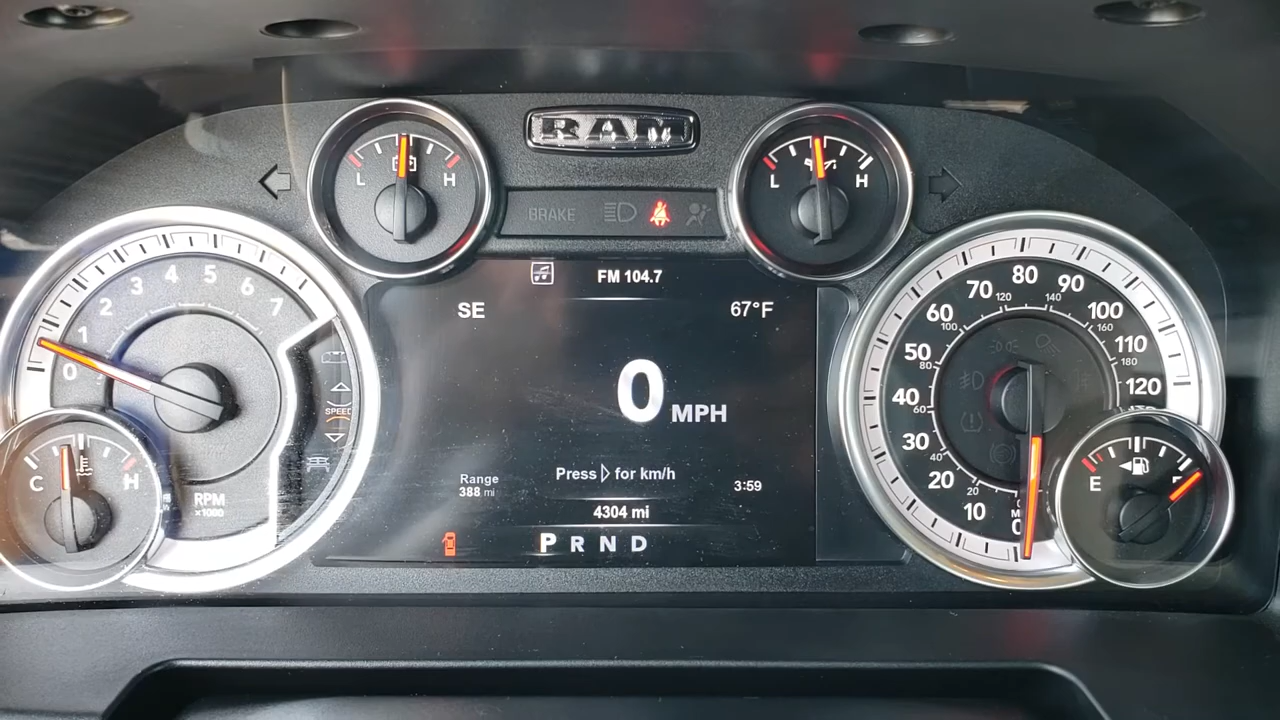 RAM
L H
BRAKE
L H
FM 104.7
SE
67°F
0 MPH
Press ▷ for km/h
Range
388 mi
3:59
4304 mi
P R N D
0 1 2 3 4 5 6 7
RPM
x1000
SPEED
C H
0 10 20 30 40 50 60 70 80 90 100 110 120
20 40 60 80 100 120 140 160 180
E